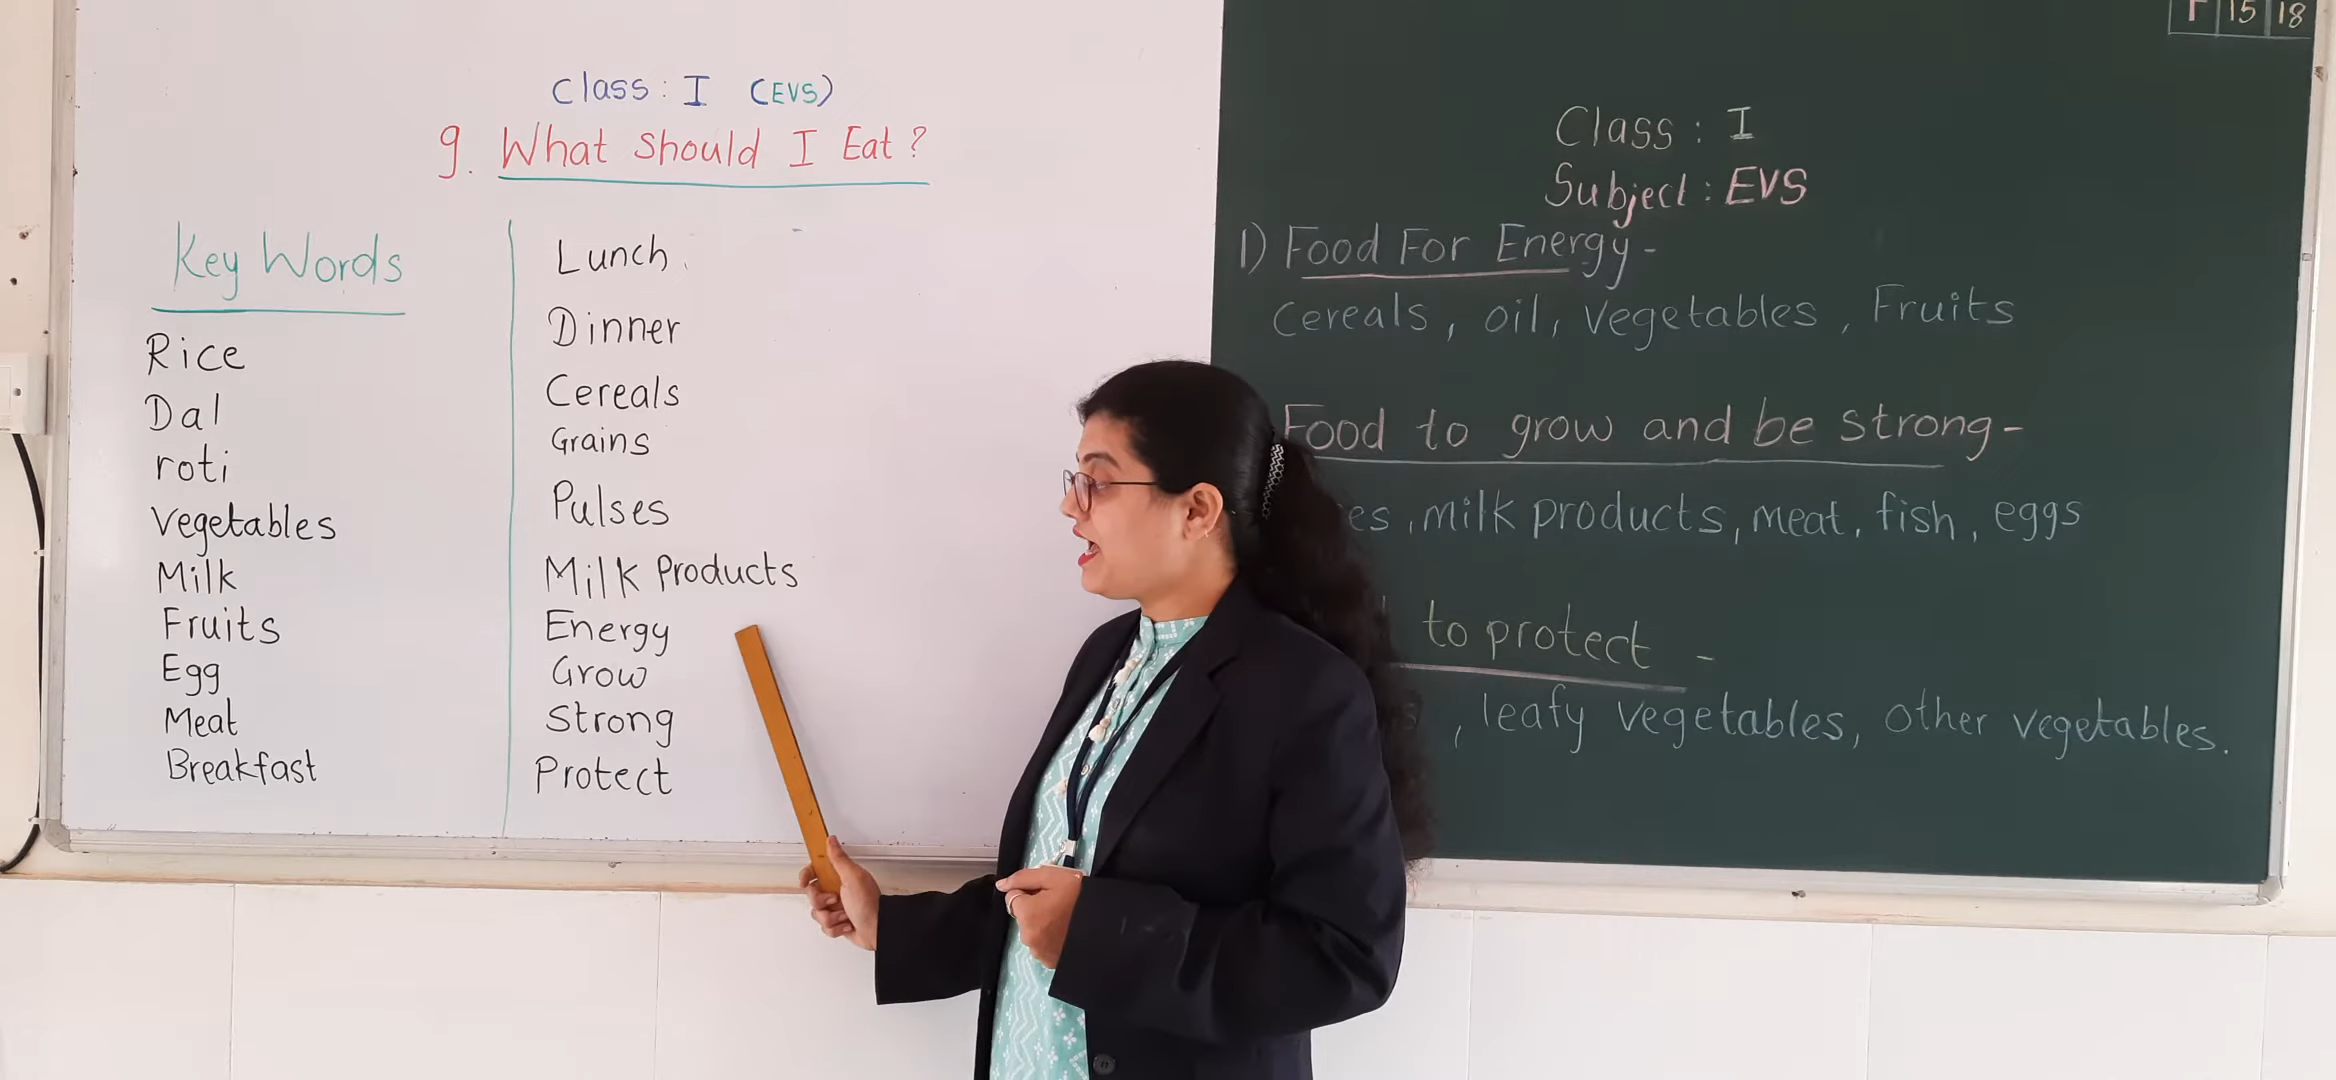 Class: I (EVS)
9. What Should I Eat?
Key Words
Rice
Dal
roti
Vegetables
Milk
Fruits
Egg
Meat
Breakfast
Lunch
Dinner
Cereals
Grains
Pulses
Milk Products
Energy
Grow
Strong
Protect
15 18
Class: I
Subject: EVS
1) Food For Energy-
Cereals, oil, Vegetables, Fruits
Food to grow and be strong-
, milk products, meat, fish, eggs
to protect -
, leafy vegetables, other vegetables.